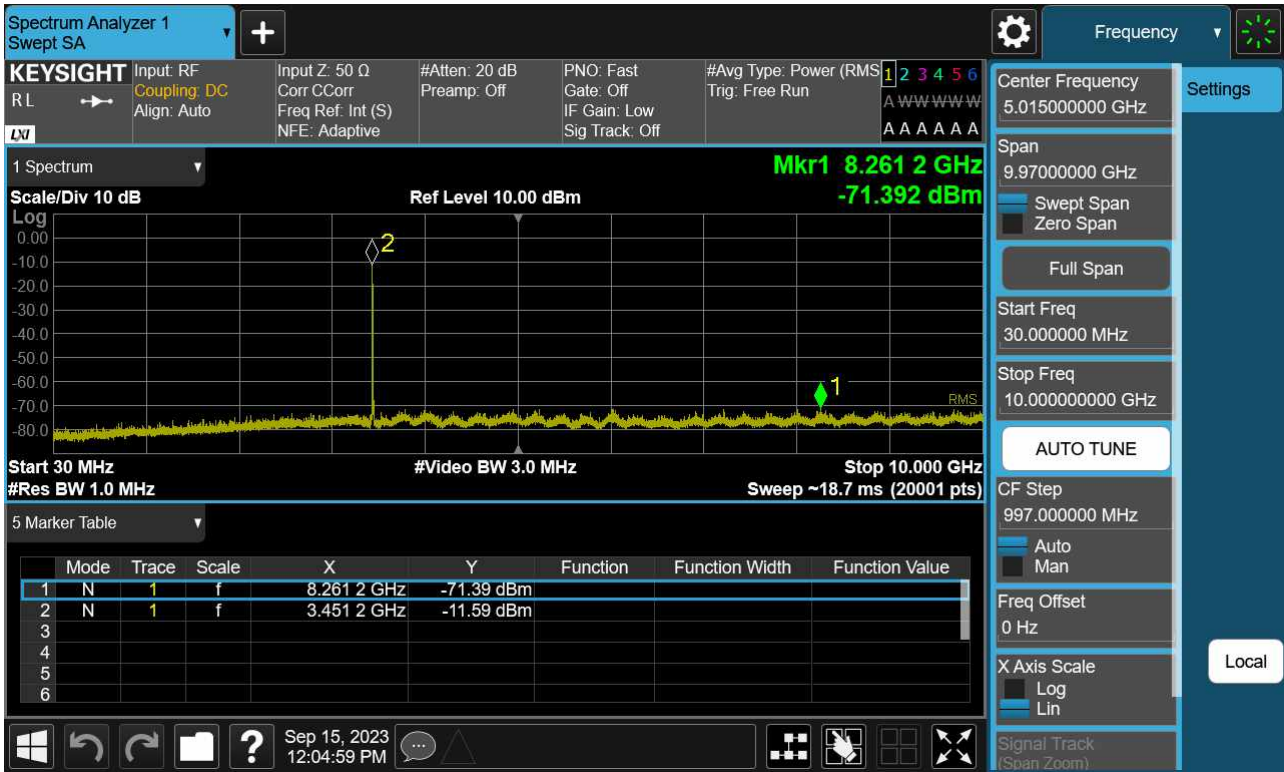 Spectrum Analyzer 1
Swept SA
Frequency
KEYSIGHT
R L
LXI
Input: RF
Coupling: DC
Align: Auto
Input Z: 50 Ω
Corr CCorr
Freq Ref: Int (S)
NFE: Adaptive
#Atten: 20 dB
Preamp: Off
PNO: Fast
Gate: Off
IF Gain: Low
Sig Track: Off
#Avg Type: Power (RMS
Trig: Free Run
1 2 3 4 5 6
A W W W W W
A A A A A A
1 Spectrum
Mkr1 8.261 2 GHz
-71.392 dBm
Scale/Div 10 dB
Ref Level 10.00 dBm
Log
0.00
-10.0
-20.0
-30.0
-40.0
-50.0
-60.0
-70.0
-80.0
2
1
RMS
Start 30 MHz
#Video BW 3.0 MHz
Stop 10.000 GHz
#Res BW 1.0 MHz
Sweep ~18.7 ms (20001 pts)
5 Marker Table
Mode Trace Scale X Y Function Function Width Function Value
1 N 1 f 8.261 2 GHz -71.39 dBm
2 N 1 f 3.451 2 GHz -11.59 dBm
3
4
5
6
Sep 15, 2023
12:04:59 PM
Center Frequency
5.015000000 GHz
Span
9.97000000 GHz
Swept Span
Zero Span
Full Span
Start Freq
30.000000 MHz
Stop Freq
10.000000000 GHz
AUTO TUNE
CF Step
997.000000 MHz
Auto
Man
Freq Offset
0 Hz
X Axis Scale
Log
Lin
Signal Track
(Span Zoom)
Settings
Local